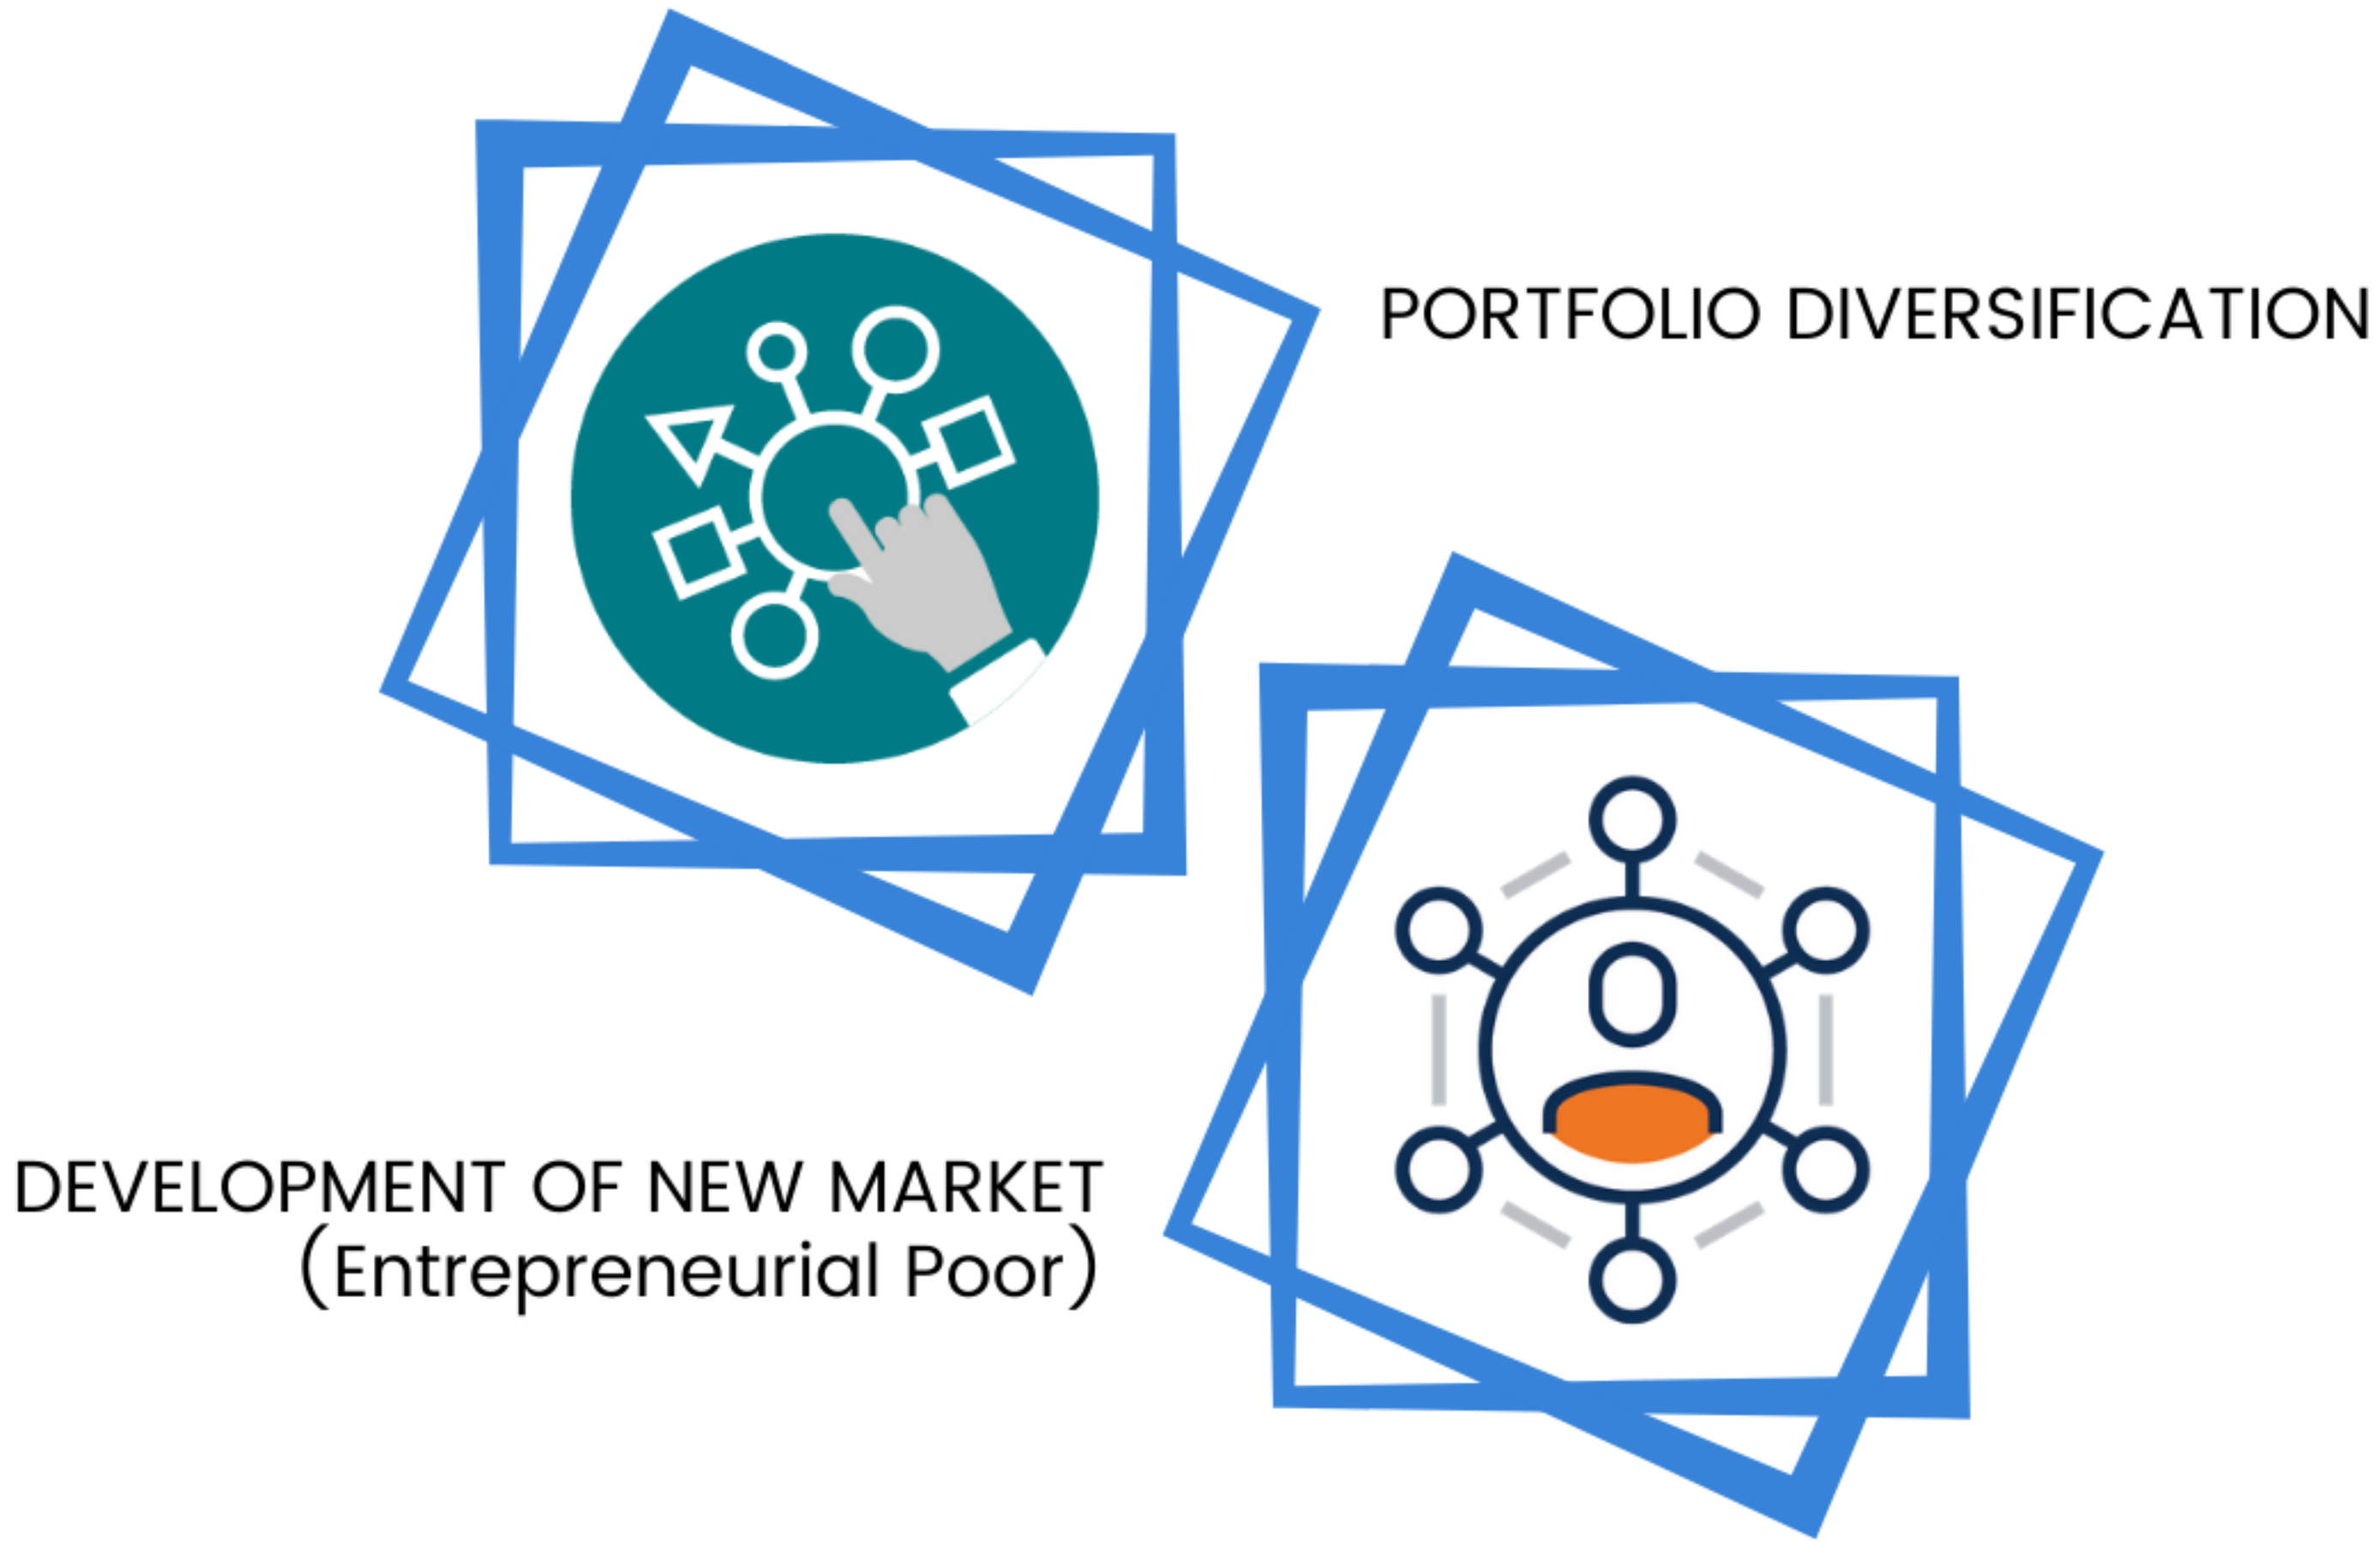 PORTFOLIO DIVERSIFICATION
DEVELOPMENT OF NEW MARKET
(Entrepreneurial Poor)